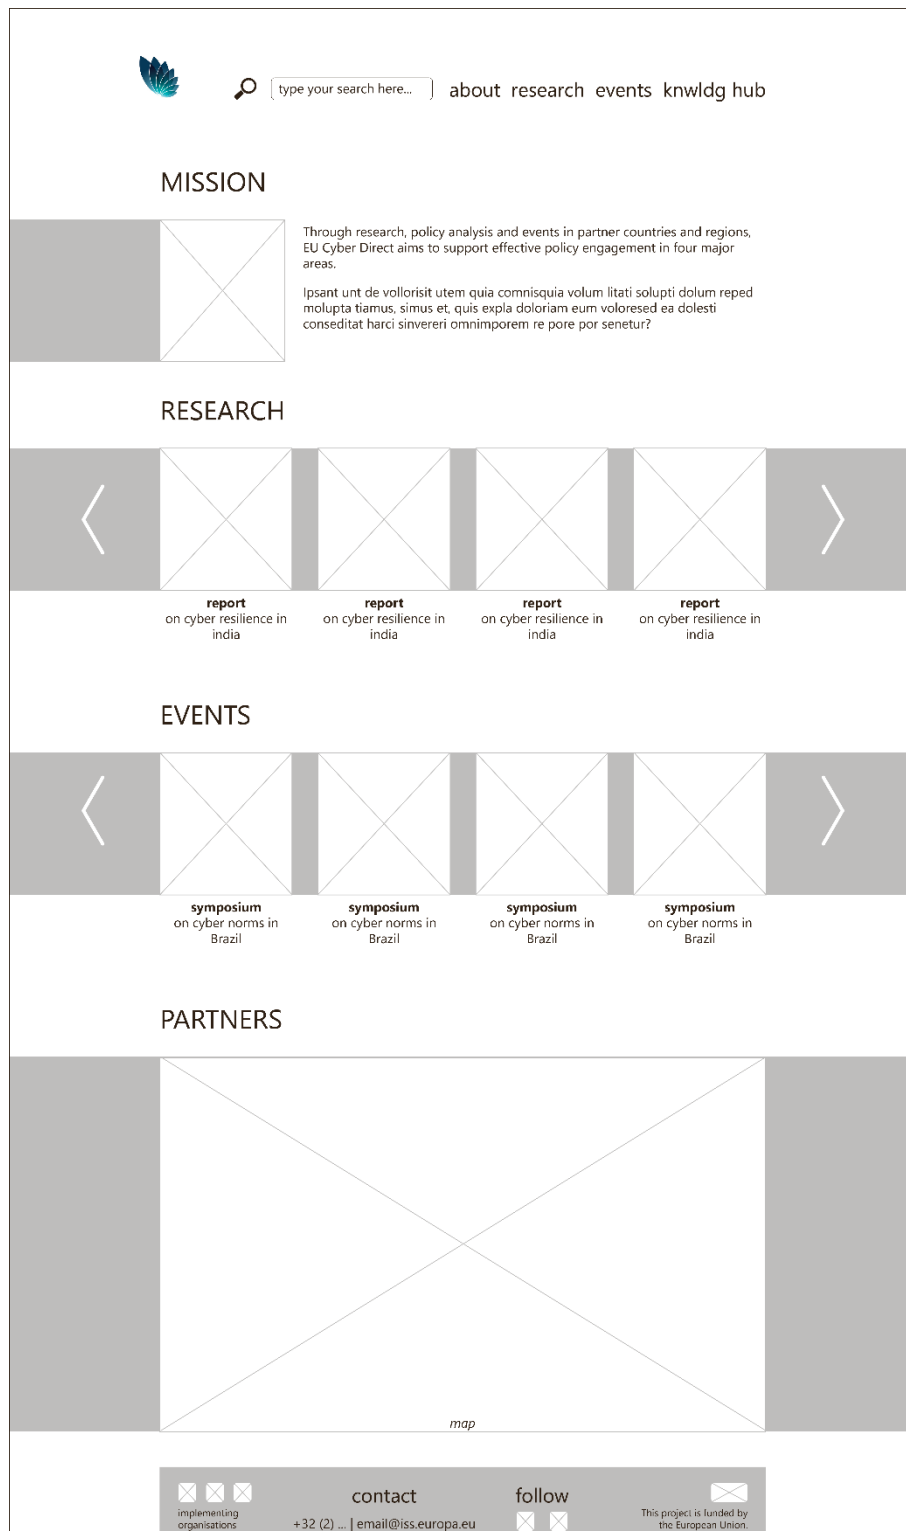 type your search here...
about research events knwldg hub
MISSION
Through research, policy analysis and events in partner countries and regions,
EU Cyber Direct aims to support effective policy engagement in four major
areas.
Ipsant unt de vollorisit utem quia comnisquia volum litati solupti dolum reped
molupta tiamus, simus et, quis expla doloriam eum voloresed ea dolesti
conseditat harci sinvereri omnimporem re pore por senetur?
RESEARCH
report
on cyber resilience in
india
report
on cyber resilience in
india
report
on cyber resilience in
india
report
on cyber resilience in
india
EVENTS
symposium
on cyber norms in
Brazil
symposium
on cyber norms in
Brazil
symposium
on cyber norms in
Brazil
symposium
on cyber norms in
Brazil
PARTNERS
map
implementing
organisations
contact
+32 (2) ... | email@iss.europa.eu
follow
This project is funded by
the European Union.